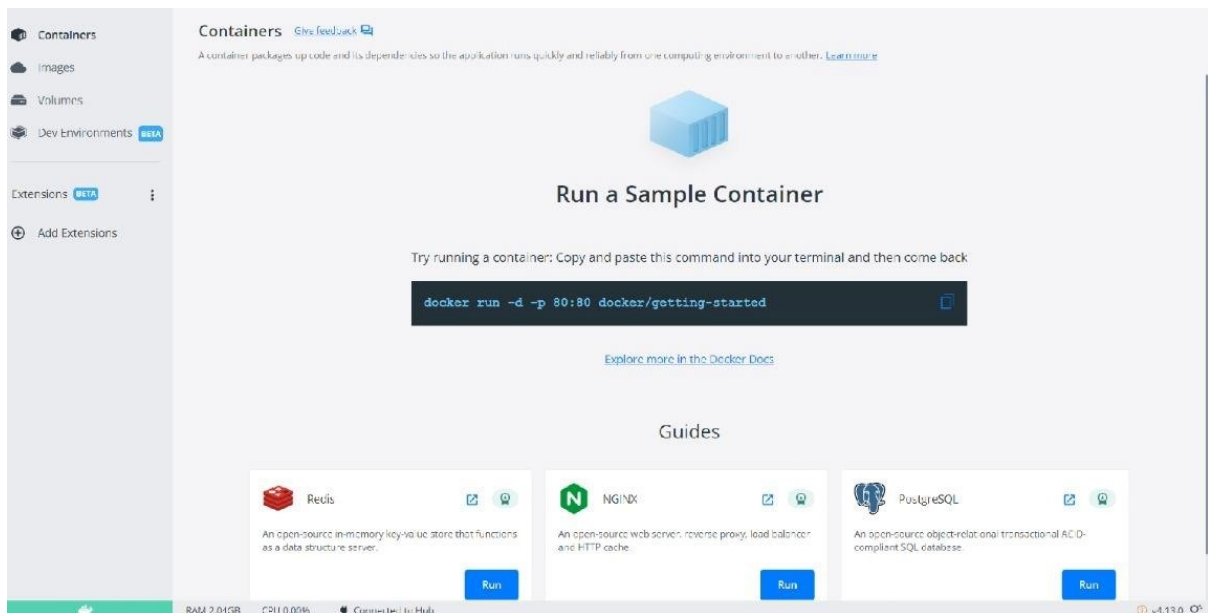 Containers
Images
Volumes
Dev Environments BETA
Extensions BETA
Add Extensions
Containers Give feedback
A container packages up code and its dependencies so the application runs quickly and reliably from one computing environment to another. Learn more
Run a Sample Container
Try running a container: Copy and paste this command into your terminal and then come back
docker run -d -p 80:80 docker/getting-started
Explore more in the Docker Docs
Guides
Redis
An open-source in-memory key-value store that functions
as a data structure server.
Run
NGINX
An open-source web server, reverse proxy, load balancer
and HTTP cache.
Run
PostgreSQL
An open-source object-relational transactional ACID-
compliant SQL database.
Run
RAM 2.01GB CPU 0.00% Connected to Hub v4.13.0